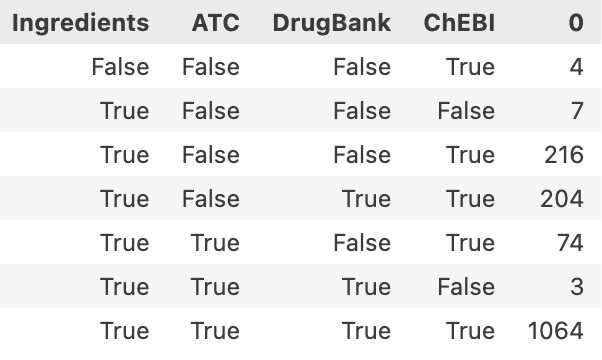 Ingredients ATC DrugBank ChEBI 0
False False False True 4
True False False False 7
True False False True 216
True False True True 204
True True False True 74
True True True False 3
True True True True 1064